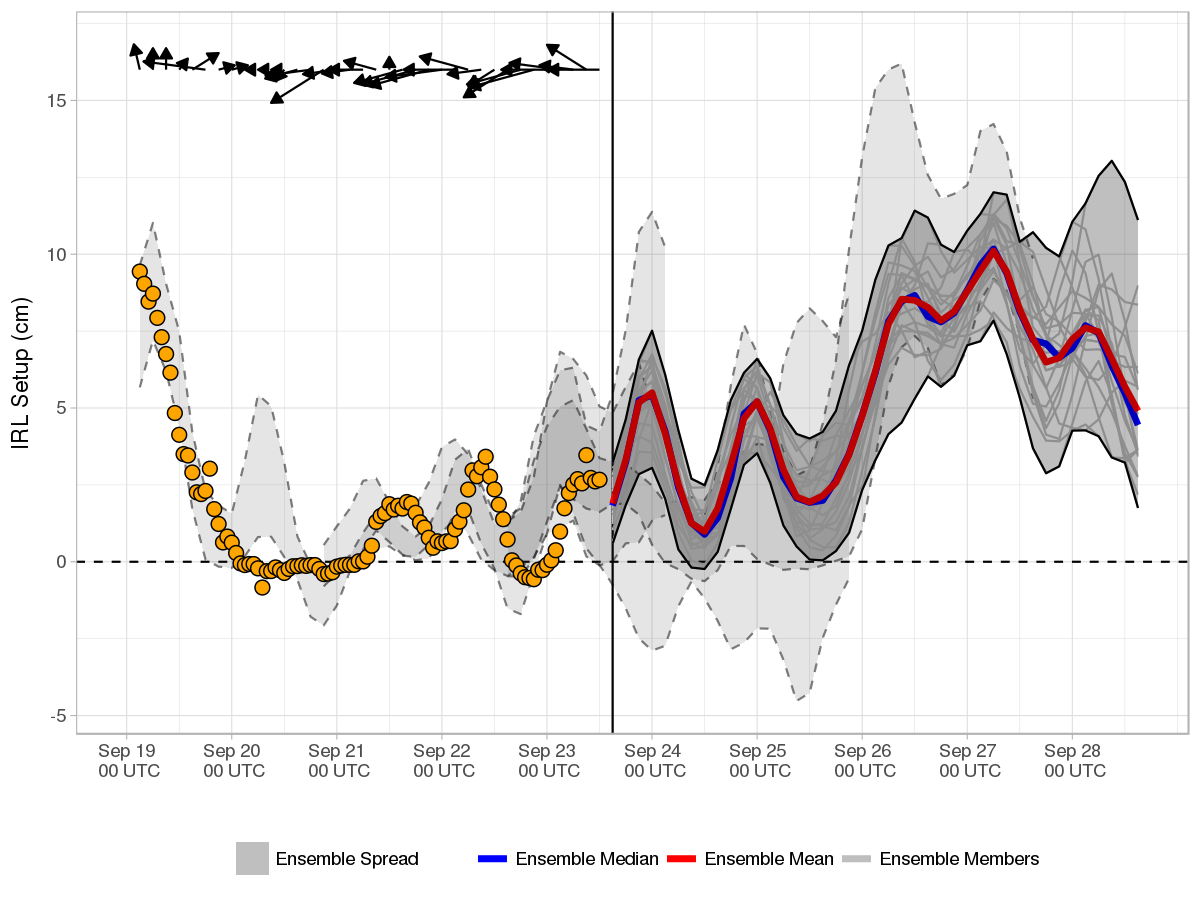 IRL Setup (cm)
15
10
5
0
-5
Sep 19 Sep 20 Sep 21 Sep 22 Sep 23 Sep 24 Sep 25 Sep 26 Sep 27 Sep 28
00 UTC 00 UTC 00 UTC 00 UTC 00 UTC 00 UTC 00 UTC 00 UTC 00 UTC 00 UTC
Ensemble Spread Ensemble Median Ensemble Mean Ensemble Members